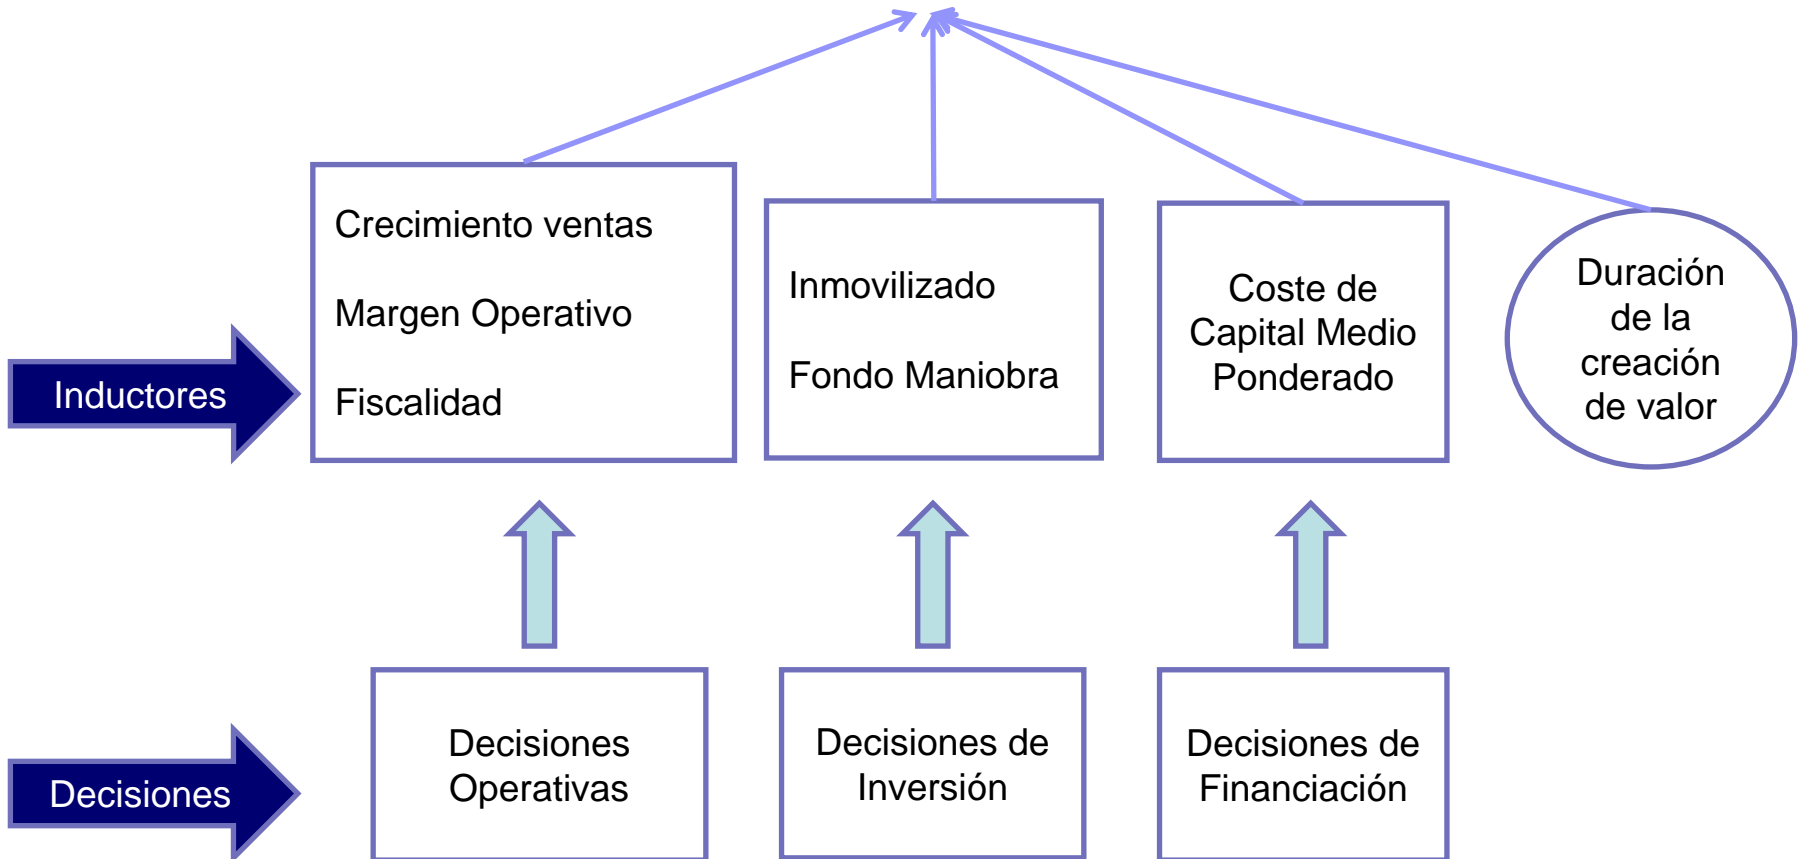 Inductores
Crecimiento ventas
Margen Operativo
Fiscalidad
Inmovilizado
Fondo Maniobra
Coste de
Capital Medio
Ponderado
Duración
de la
creación
de valor
Decisiones
Decisiones
Operativas
Decisiones de
Inversión
Decisiones de
Financiación